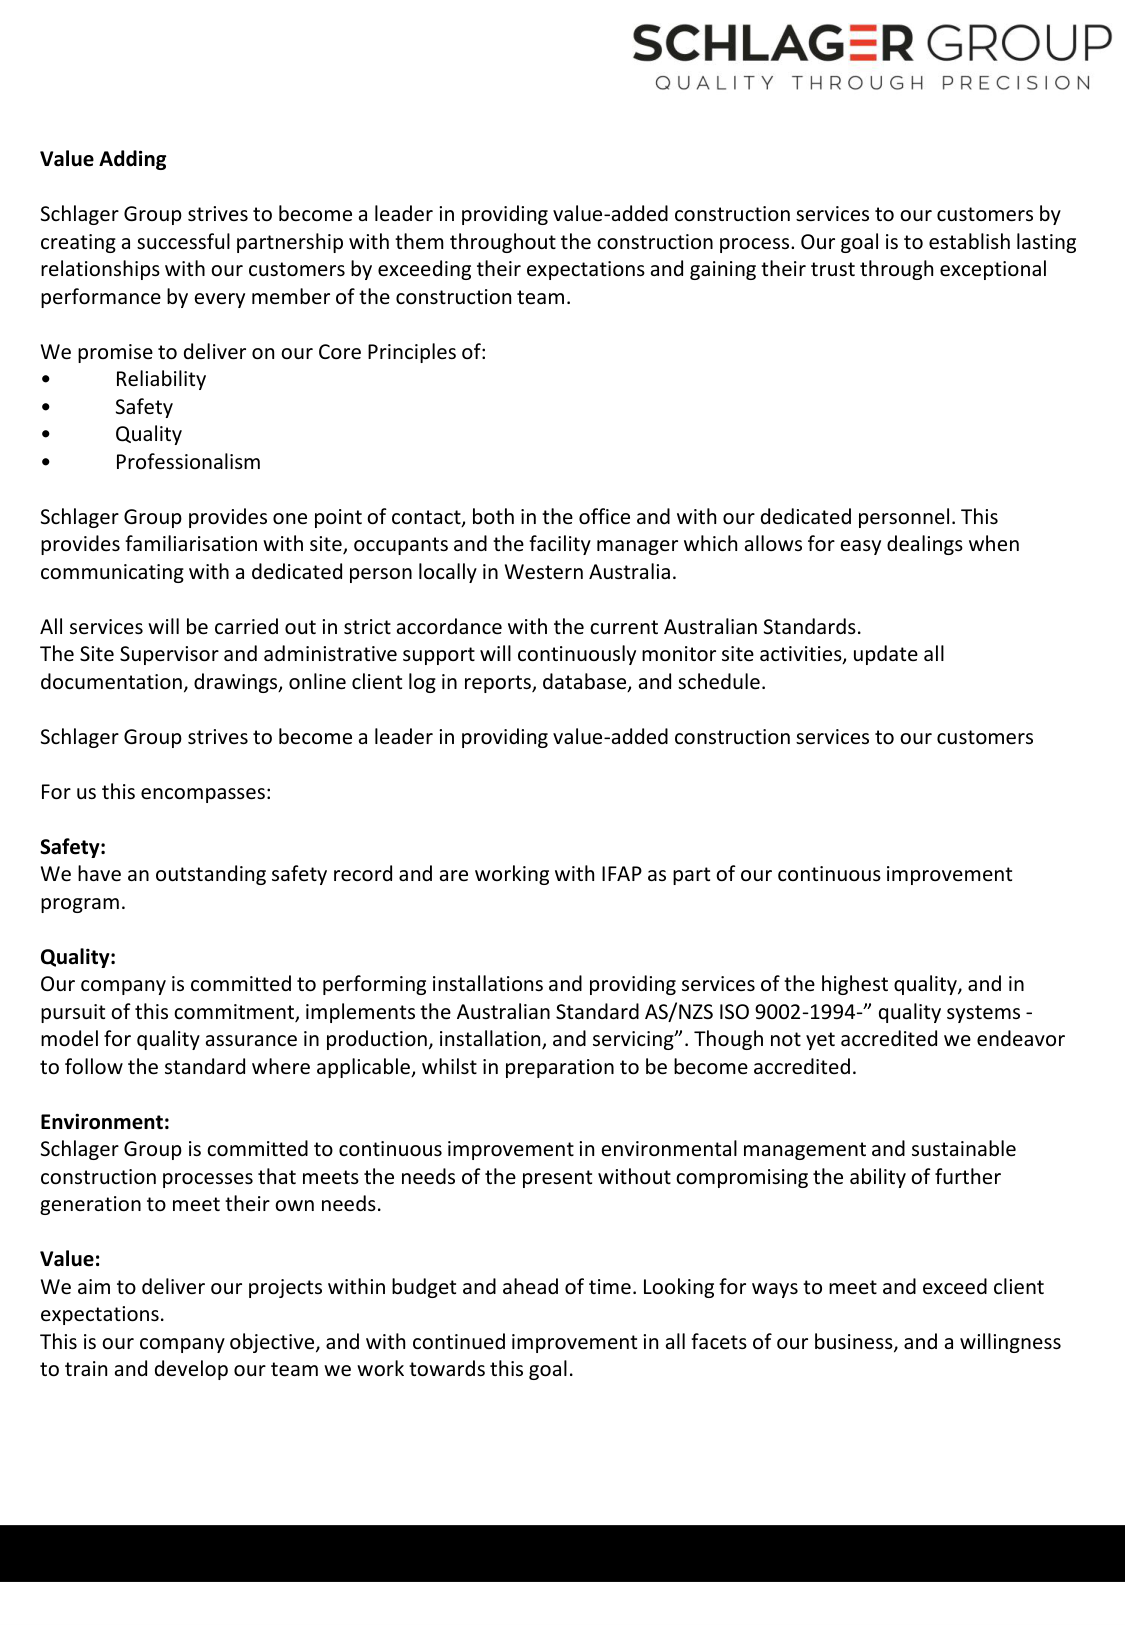 SCHLAGER GROUP
QUALITY THROUGH PRECISION
Value Adding
Schlager Group strives to become a leader in providing value-added construction services to our customers by
creating a successful partnership with them throughout the construction process. Our goal is to establish lasting
relationships with our customers by exceeding their expectations and gaining their trust through exceptional
performance by every member of the construction team.
We promise to deliver on our Core Principles of:
• Reliability
• Safety
• Quality
• Professionalism
Schlager Group provides one point of contact, both in the office and with our dedicated personnel. This
provides familiarisation with site, occupants and the facility manager which allows for easy dealings when
communicating with a dedicated person locally in Western Australia.
All services will be carried out in strict accordance with the current Australian Standards.
The Site Supervisor and administrative support will continuously monitor site activities, update all
documentation, drawings, online client log in reports, database, and schedule.
Schlager Group strives to become a leader in providing value-added construction services to our customers
For us this encompasses:
Safety:
We have an outstanding safety record and are working with IFAP as part of our continuous improvement
program.
Quality:
Our company is committed to performing installations and providing services of the highest quality, and in
pursuit of this commitment, implements the Australian Standard AS/NZS ISO 9002-1994-” quality systems -
model for quality assurance in production, installation, and servicing”. Though not yet accredited we endeavor
to follow the standard where applicable, whilst in preparation to be become accredited.
Environment:
Schlager Group is committed to continuous improvement in environmental management and sustainable
construction processes that meets the needs of the present without compromising the ability of further
generation to meet their own needs.
Value:
We aim to deliver our projects within budget and ahead of time. Looking for ways to meet and exceed client
expectations.
This is our company objective, and with continued improvement in all facets of our business, and a willingness
to train and develop our team we work towards this goal.